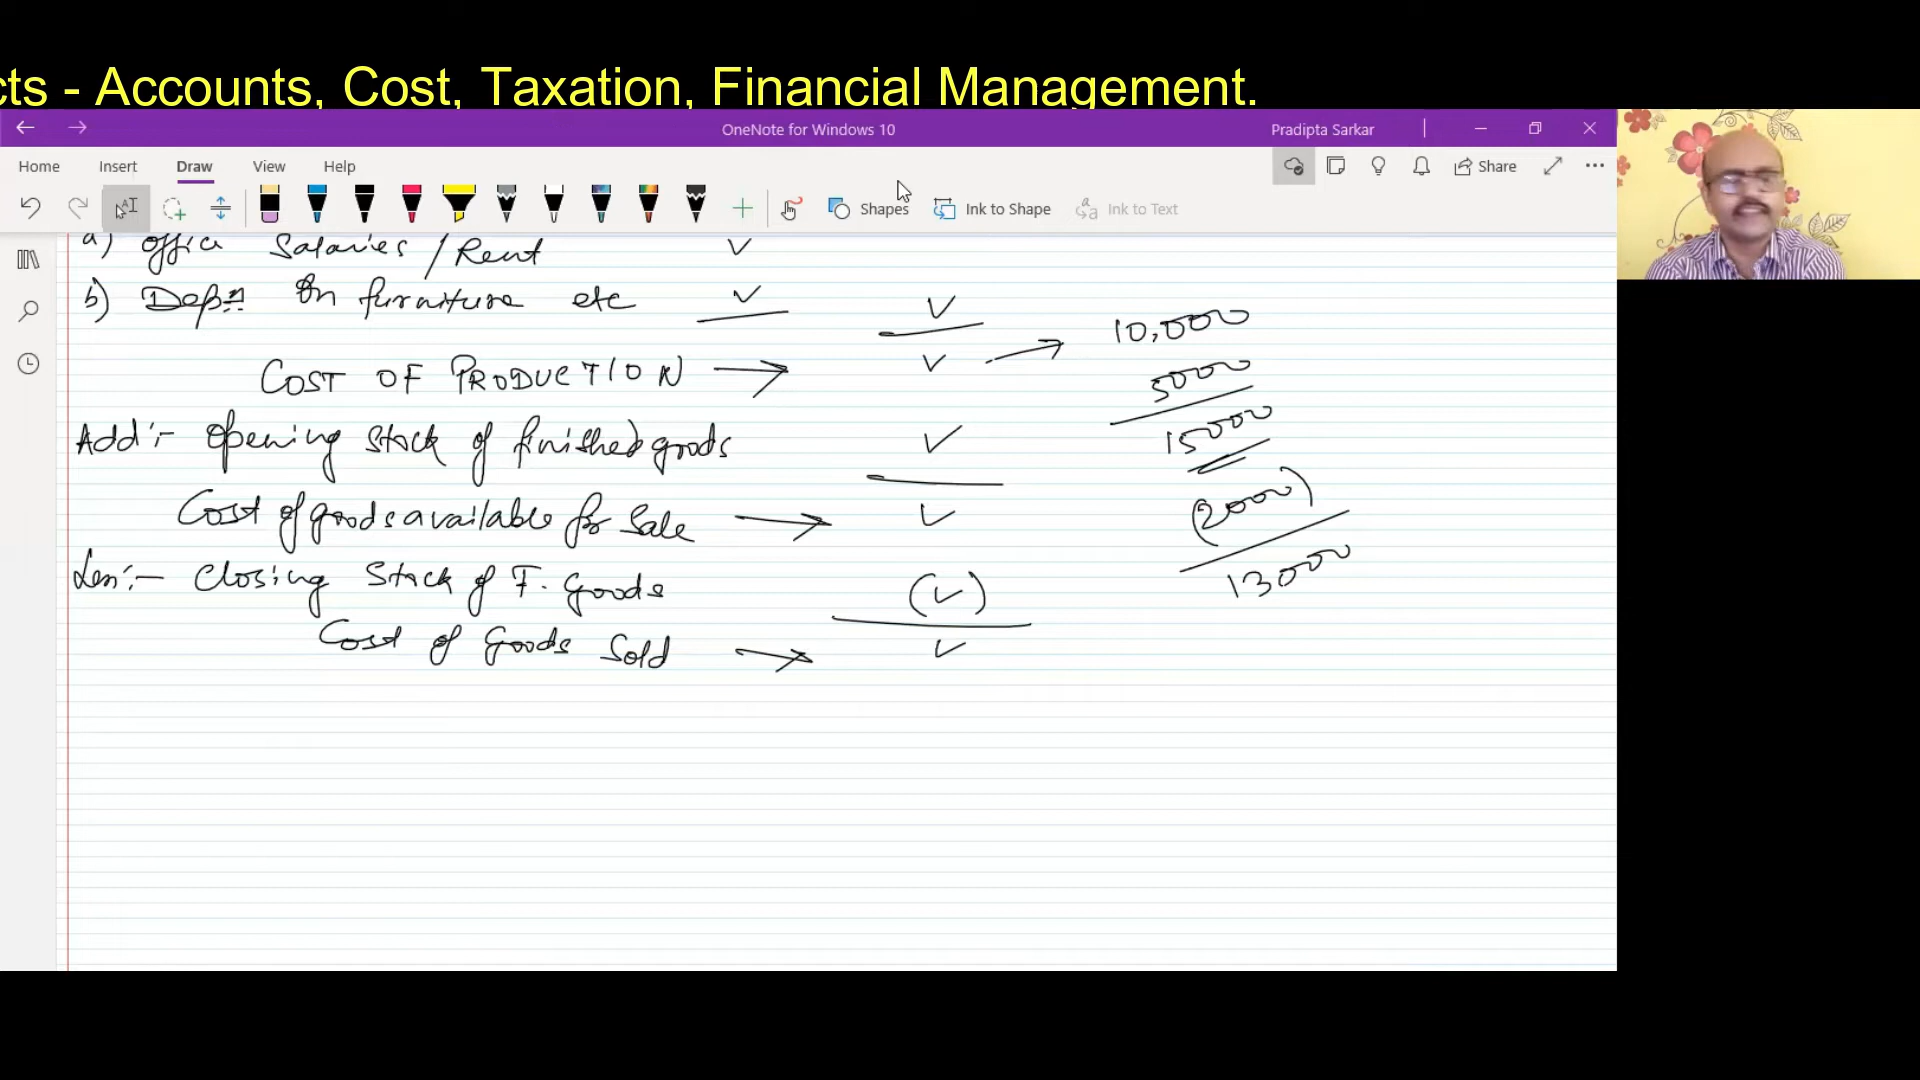 cts - Accounts, Cost, Taxation, Financial Management.
OneNote for Windows 10
Pradipta Sarkar
Home Insert Draw View Help
Share
Shapes Ink to Shape Ink to Text
a) Office Salaries / Rent
b) Depn On furniture etc
COST OF PRODUCTION 10,000
5000
Add:- Opening Stock of finished goods
15000
Cost of goods available for Sale
(2000)
Less:- Closing Stock of F. Goods
13000
Cost of Goods Sold